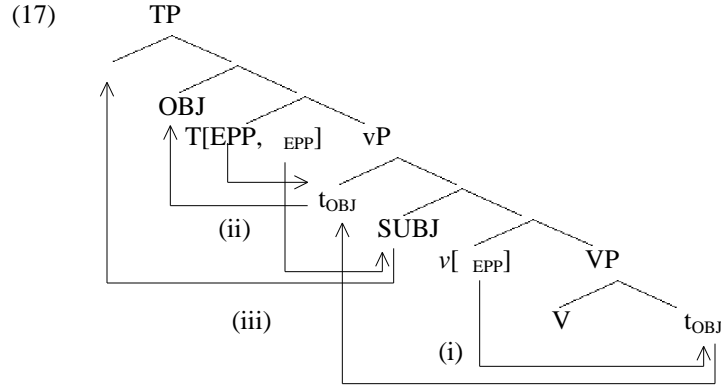 (17) TP
OBJ
T[EPP, EPP] vP
tOBJ
(ii) SUBJ
v[ EPP] VP
(iii) V tOBJ
(i)